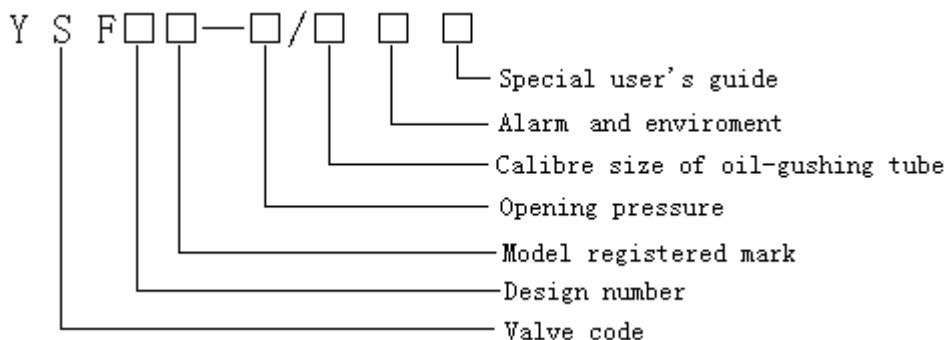 Y S F□□—□/□ □ □
Special user's guide
Alarm and enviroment
Calibre size of oil-gushing tube
Opening pressure
Model registered mark
Design number
Valve code